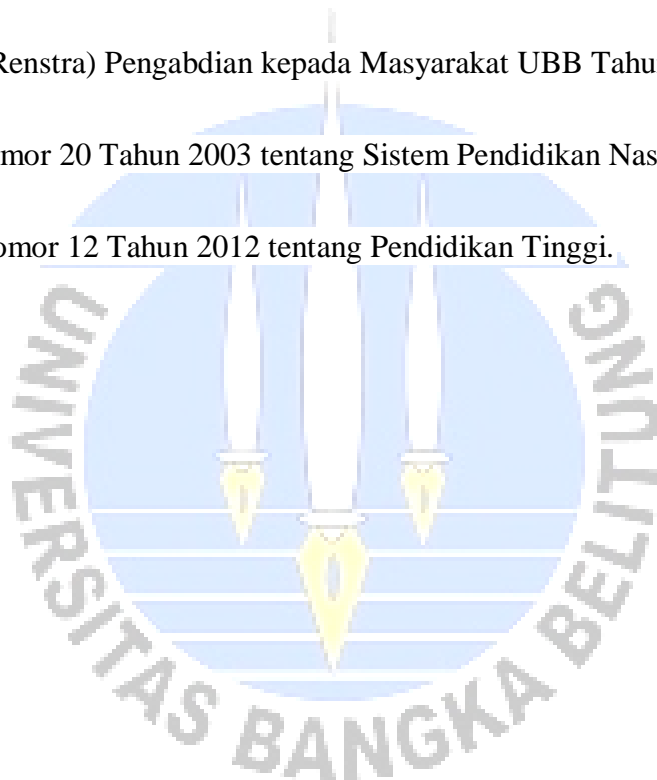 Renstra) Pengabdian kepada Masyarakat UBB Tahu
mor 20 Tahun 2003 tentang Sistem Pendidikan Nas
omor 12 Tahun 2012 tentang Pendidikan Tinggi.
UNIVERSITAS BANGKA BELITUNG